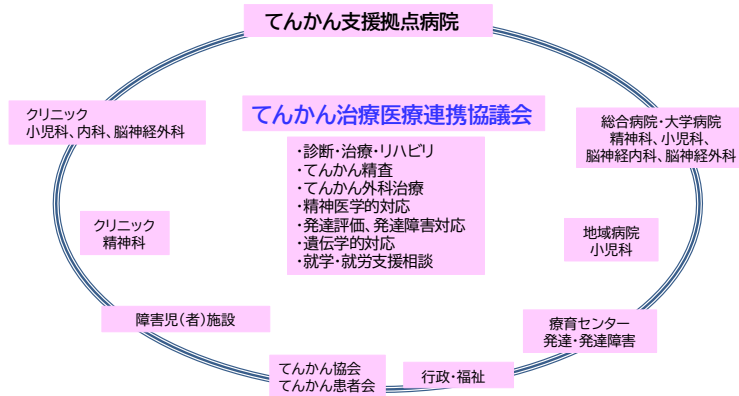 てんかん支援拠点病院
クリニック
小児科、内科、脳神経外科
てんかん治療医療連携協議会
総合病院・大学病院
精神科、小児科、
脳神経内科、脳神経外科
・診断・治療・リハビリ
・てんかん精査
・てんかん外科治療
・精神医学的対応
・発達評価、発達障害対応
・遺伝学的対応
・就学・就労支援相談
クリニック
精神科
地域病院
小児科
障害児(者)施設
療育センター
発達・発達障害
てんかん協会
てんかん患者会
行政・福祉